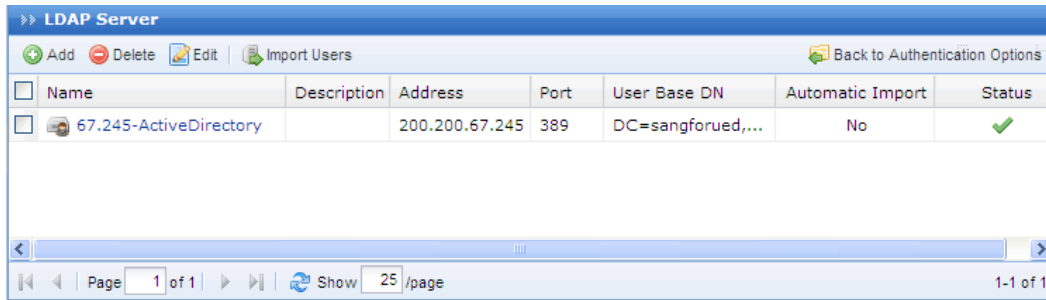 LDAP Server
Add Delete Edit Import Users Back to Authentication Options
Name Description Address Port User Base DN Automatic Import Status
67.245-ActiveDirectory 200.200.67.245 389 DC=sangforued,... No
Page 1 of 1 Show 25 /page 1-1 of 1